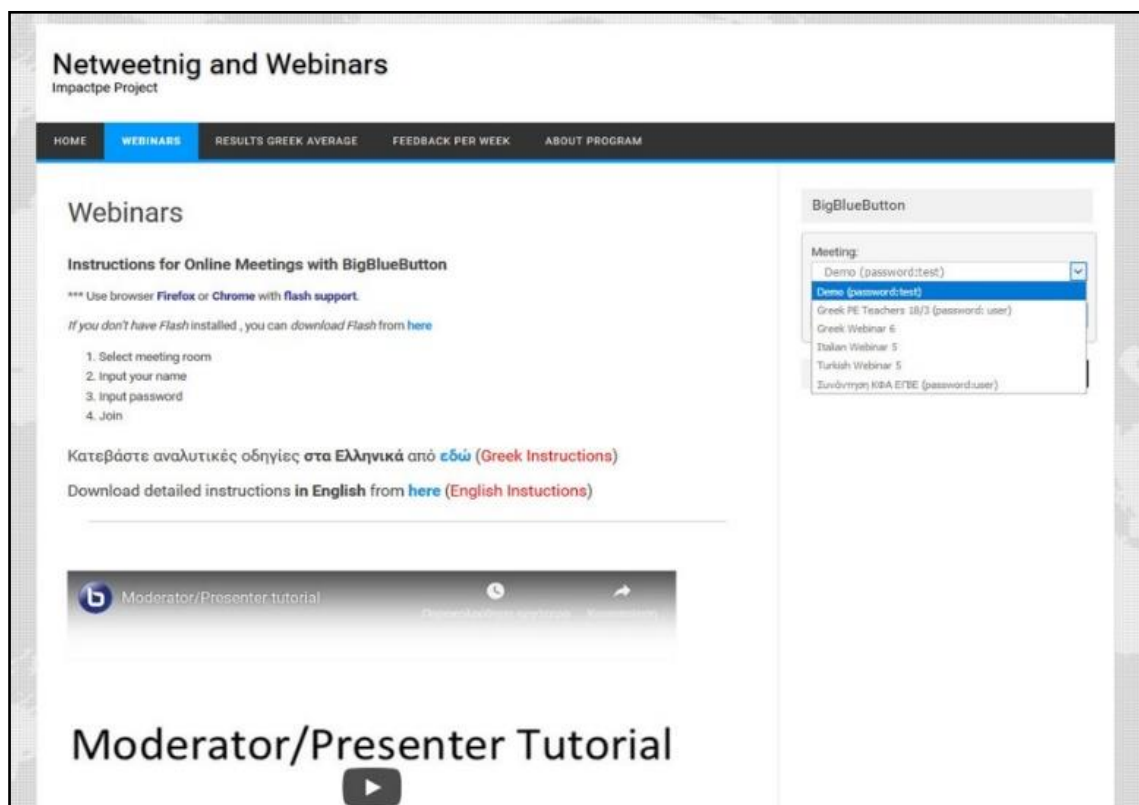 Netweetnig and Webinars
Impactpe Project
HOME WEBINARS RESULTS GREEK AVERAGE FEEDBACK PER WEEK ABOUT PROGRAM
Webinars
Instructions for Online Meetings with BigBlueButton
*** Use browser Firefox or Chrome with flash support.
If you don't have Flash installed , you can download Flash from here
1. Select meeting room
2. Input your name
3. Input password
4. Join
Κατεβάστε αναλυτικές οδηγίες στα Ελληνικά από εδώ (Greek Instructions)
Download detailed instructions in English from here (English Instuctions)
Moderator/Presenter tutorial
Moderator/Presenter Tutorial
BigBlueButton
Meeting:
Demo (password:test)
Demo (password:test)
Greek PE Teachers 18/3 (password: user)
Greek Webinar 6
Italian Webinar 5
Turkish Webinar 5
Συνάντηση ΚΦΑ ΕΠΒΕ (password:user)